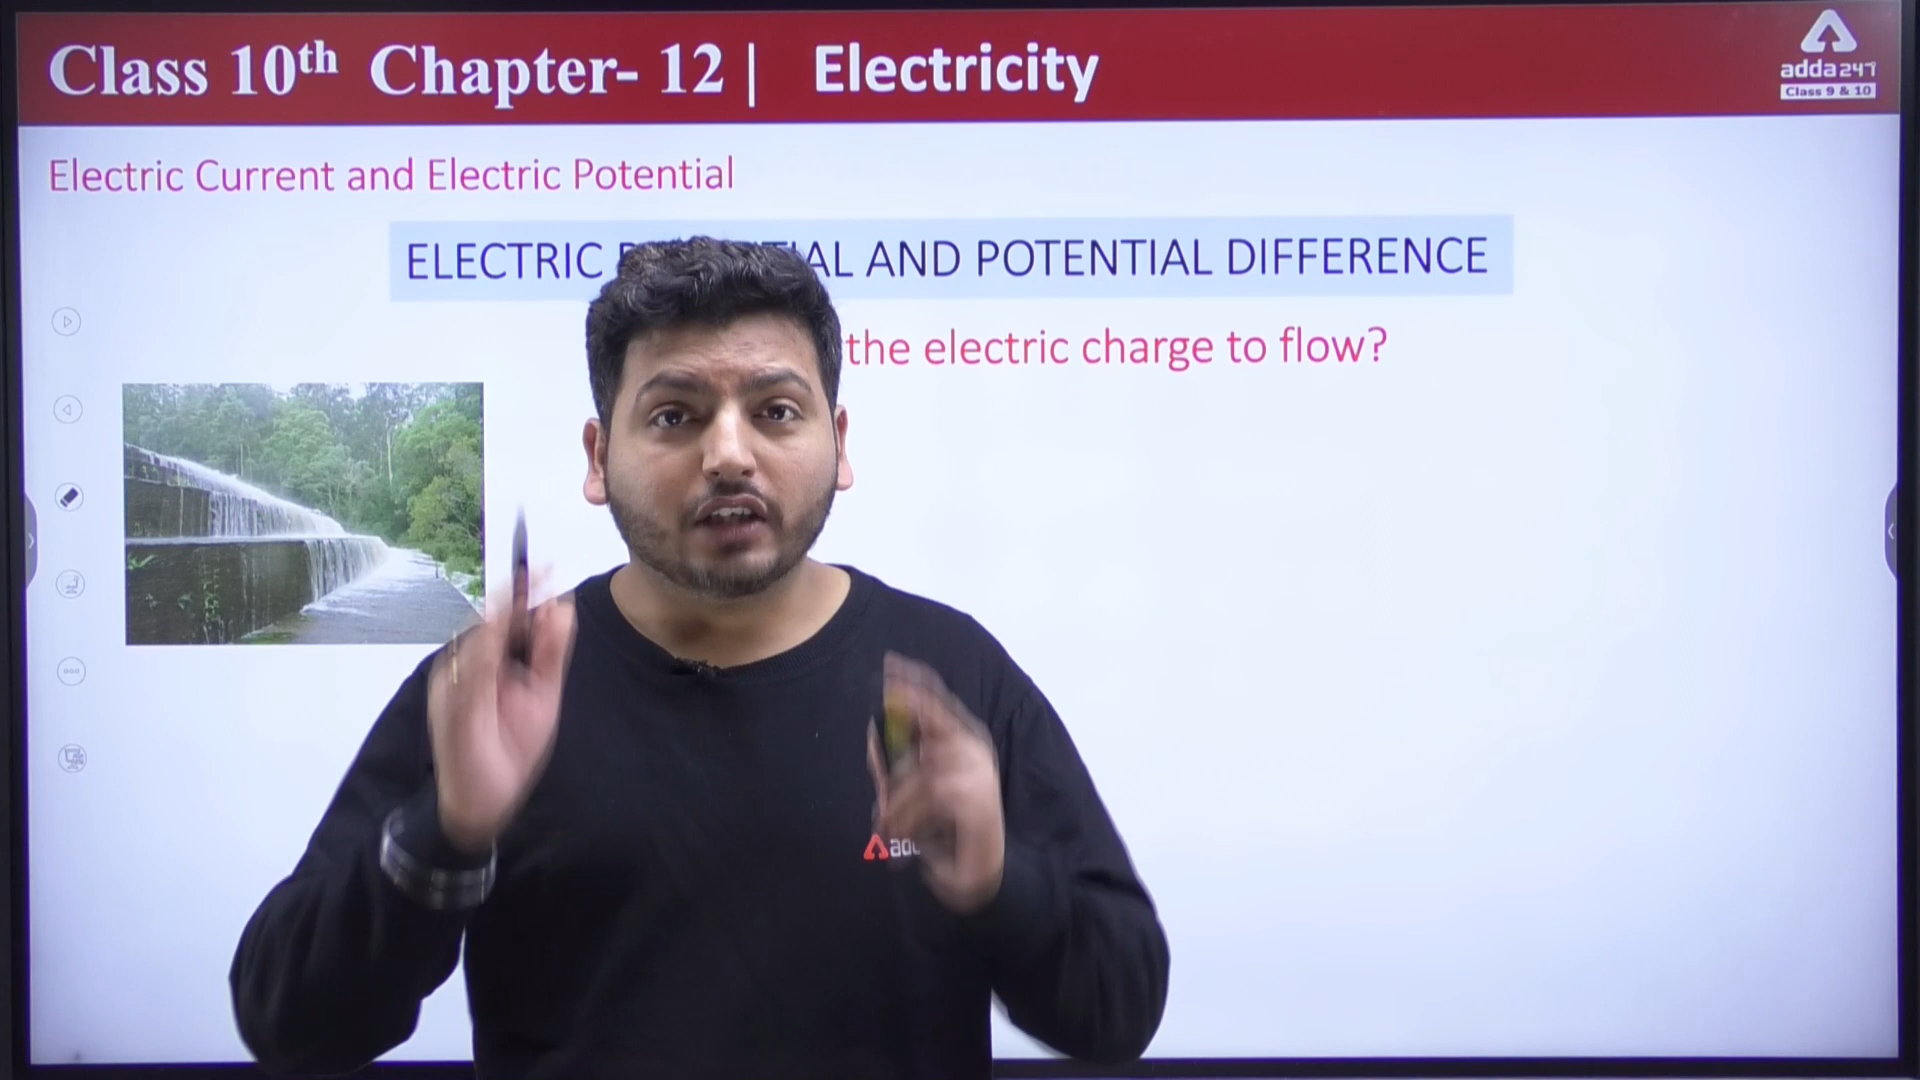 Class 10th Chapter- 12 | Electricity
adda247
Class 9 & 10
Electric Current and Electric Potential
ELECTRIC AL AND POTENTIAL DIFFERENCE
the electric charge to flow?